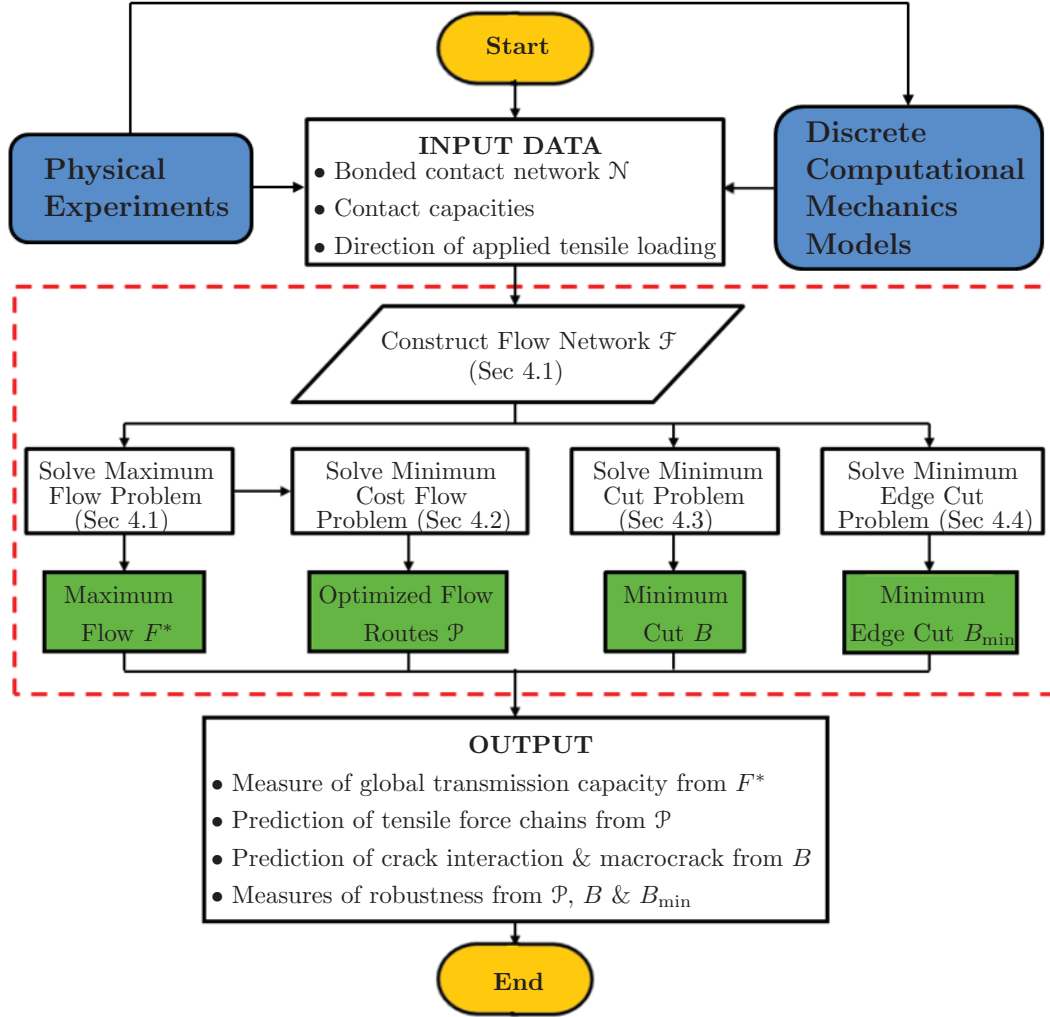 Start
Physical
Experiments
INPUT DATA
• Bonded contact network 𝒩
• Contact capacities
• Direction of applied tensile loading
Discrete
Computational
Mechanics
Models
Construct Flow Network ℱ
(Sec 4.1)
Solve Maximum
Flow Problem
(Sec 4.1)
Solve Minimum
Cost Flow
Problem (Sec 4.2)
Solve Minimum
Cut Problem
(Sec 4.3)
Solve Minimum
Edge Cut
Problem (Sec 4.4)
Maximum
Flow F*
Optimized Flow
Routes 𝒫
Minimum
Cut B
Minimum
Edge Cut B_min
OUTPUT
• Measure of global transmission capacity from F*
• Prediction of tensile force chains from 𝒫
• Prediction of crack interaction & macrocrack from B
• Measures of robustness from 𝒫, B & B_min
End